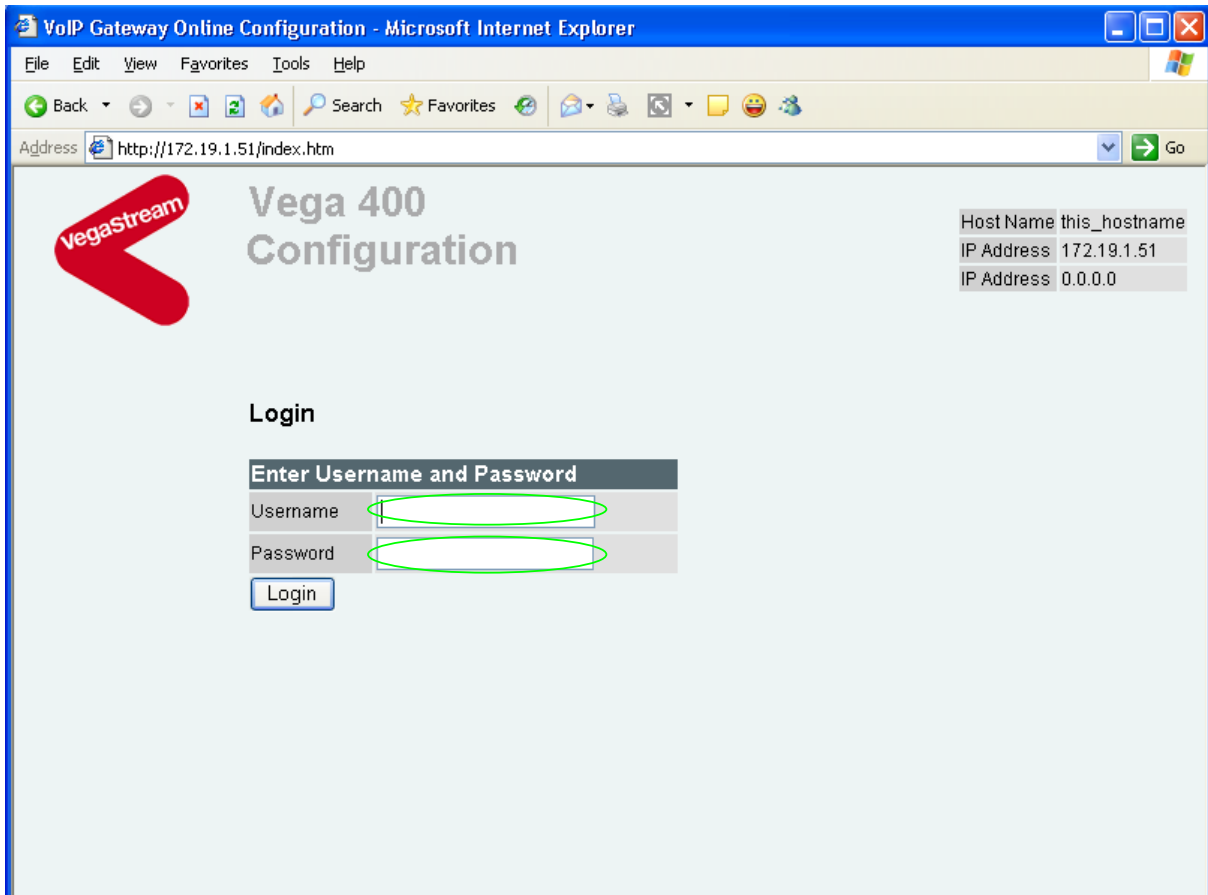 VoIP Gateway Online Configuration - Microsoft Internet Explorer
File Edit View Favorites Tools Help
Back Search Favorites
Address http://172.19.1.51/index.htm Go
VegaStream
Vega 400
Configuration
Host Name this_hostname
IP Address 172.19.1.51
IP Address 0.0.0.0
Login
Enter Username and Password
Username
Password
Login